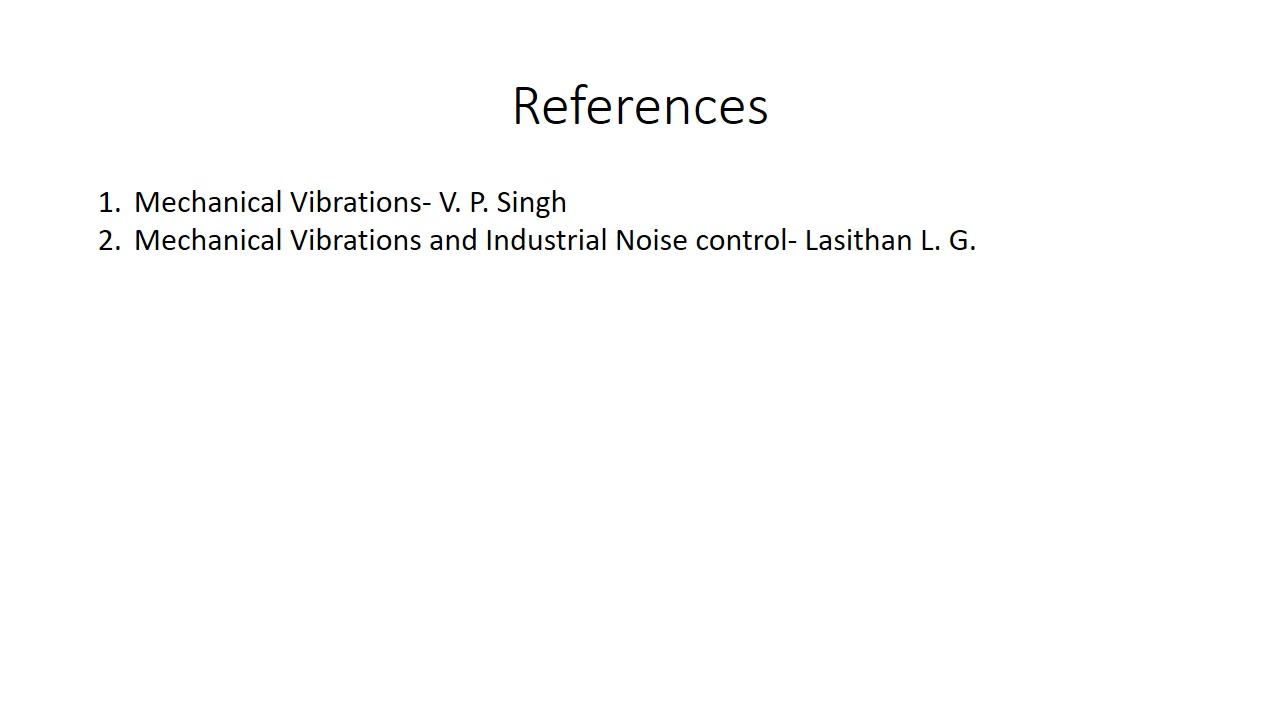 References
1. Mechanical Vibrations- V. P. Singh
2. Mechanical Vibrations and Industrial Noise control- Lasithan L. G.